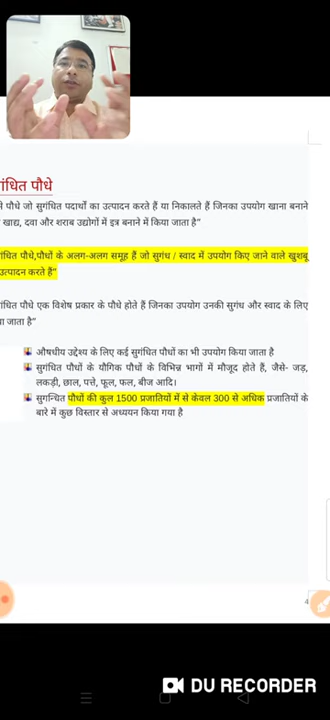 गंधित पौधे
पौधे जो सुगंधित पदार्थो का उत्पादन करते हैं या निकालते हैं जिनका उपयोग खाना बनाने
खाद्य, दवा और शराब उद्योगों में इत्र बनाने में किया जाता है"
गंधित पौधे,पौधों के अलग-अलग समूह हैं जो सुगंध / स्वाद में उपयोग किए जाने वाले खुशबू
उत्पादन करते हैं"
गंधित पौधे एक विशेष प्रकार के पौधे होते हैं जिनका उपयोग उनकी सुगंध और स्वाद के लिए
जाता है"
औषधीय उद्देश्य के लिए कई सुगंधित पौधों का भी उपयोग किया जाता है
सुगंधित पौधों के यौगिक पौधों के विभिन्न भागों में मौजूद होते हैं, जैसे- जड़,
लकड़ी, छाल, पत्ते, फूल, फल, बीज आदि।
सुगन्धित पौधों की कुल 1500 प्रजातियों में से केवल 300 से अधिक प्रजातियों के
बारे में कुछ विस्तार से अध्ययन किया गया है
4
DU RECORDER